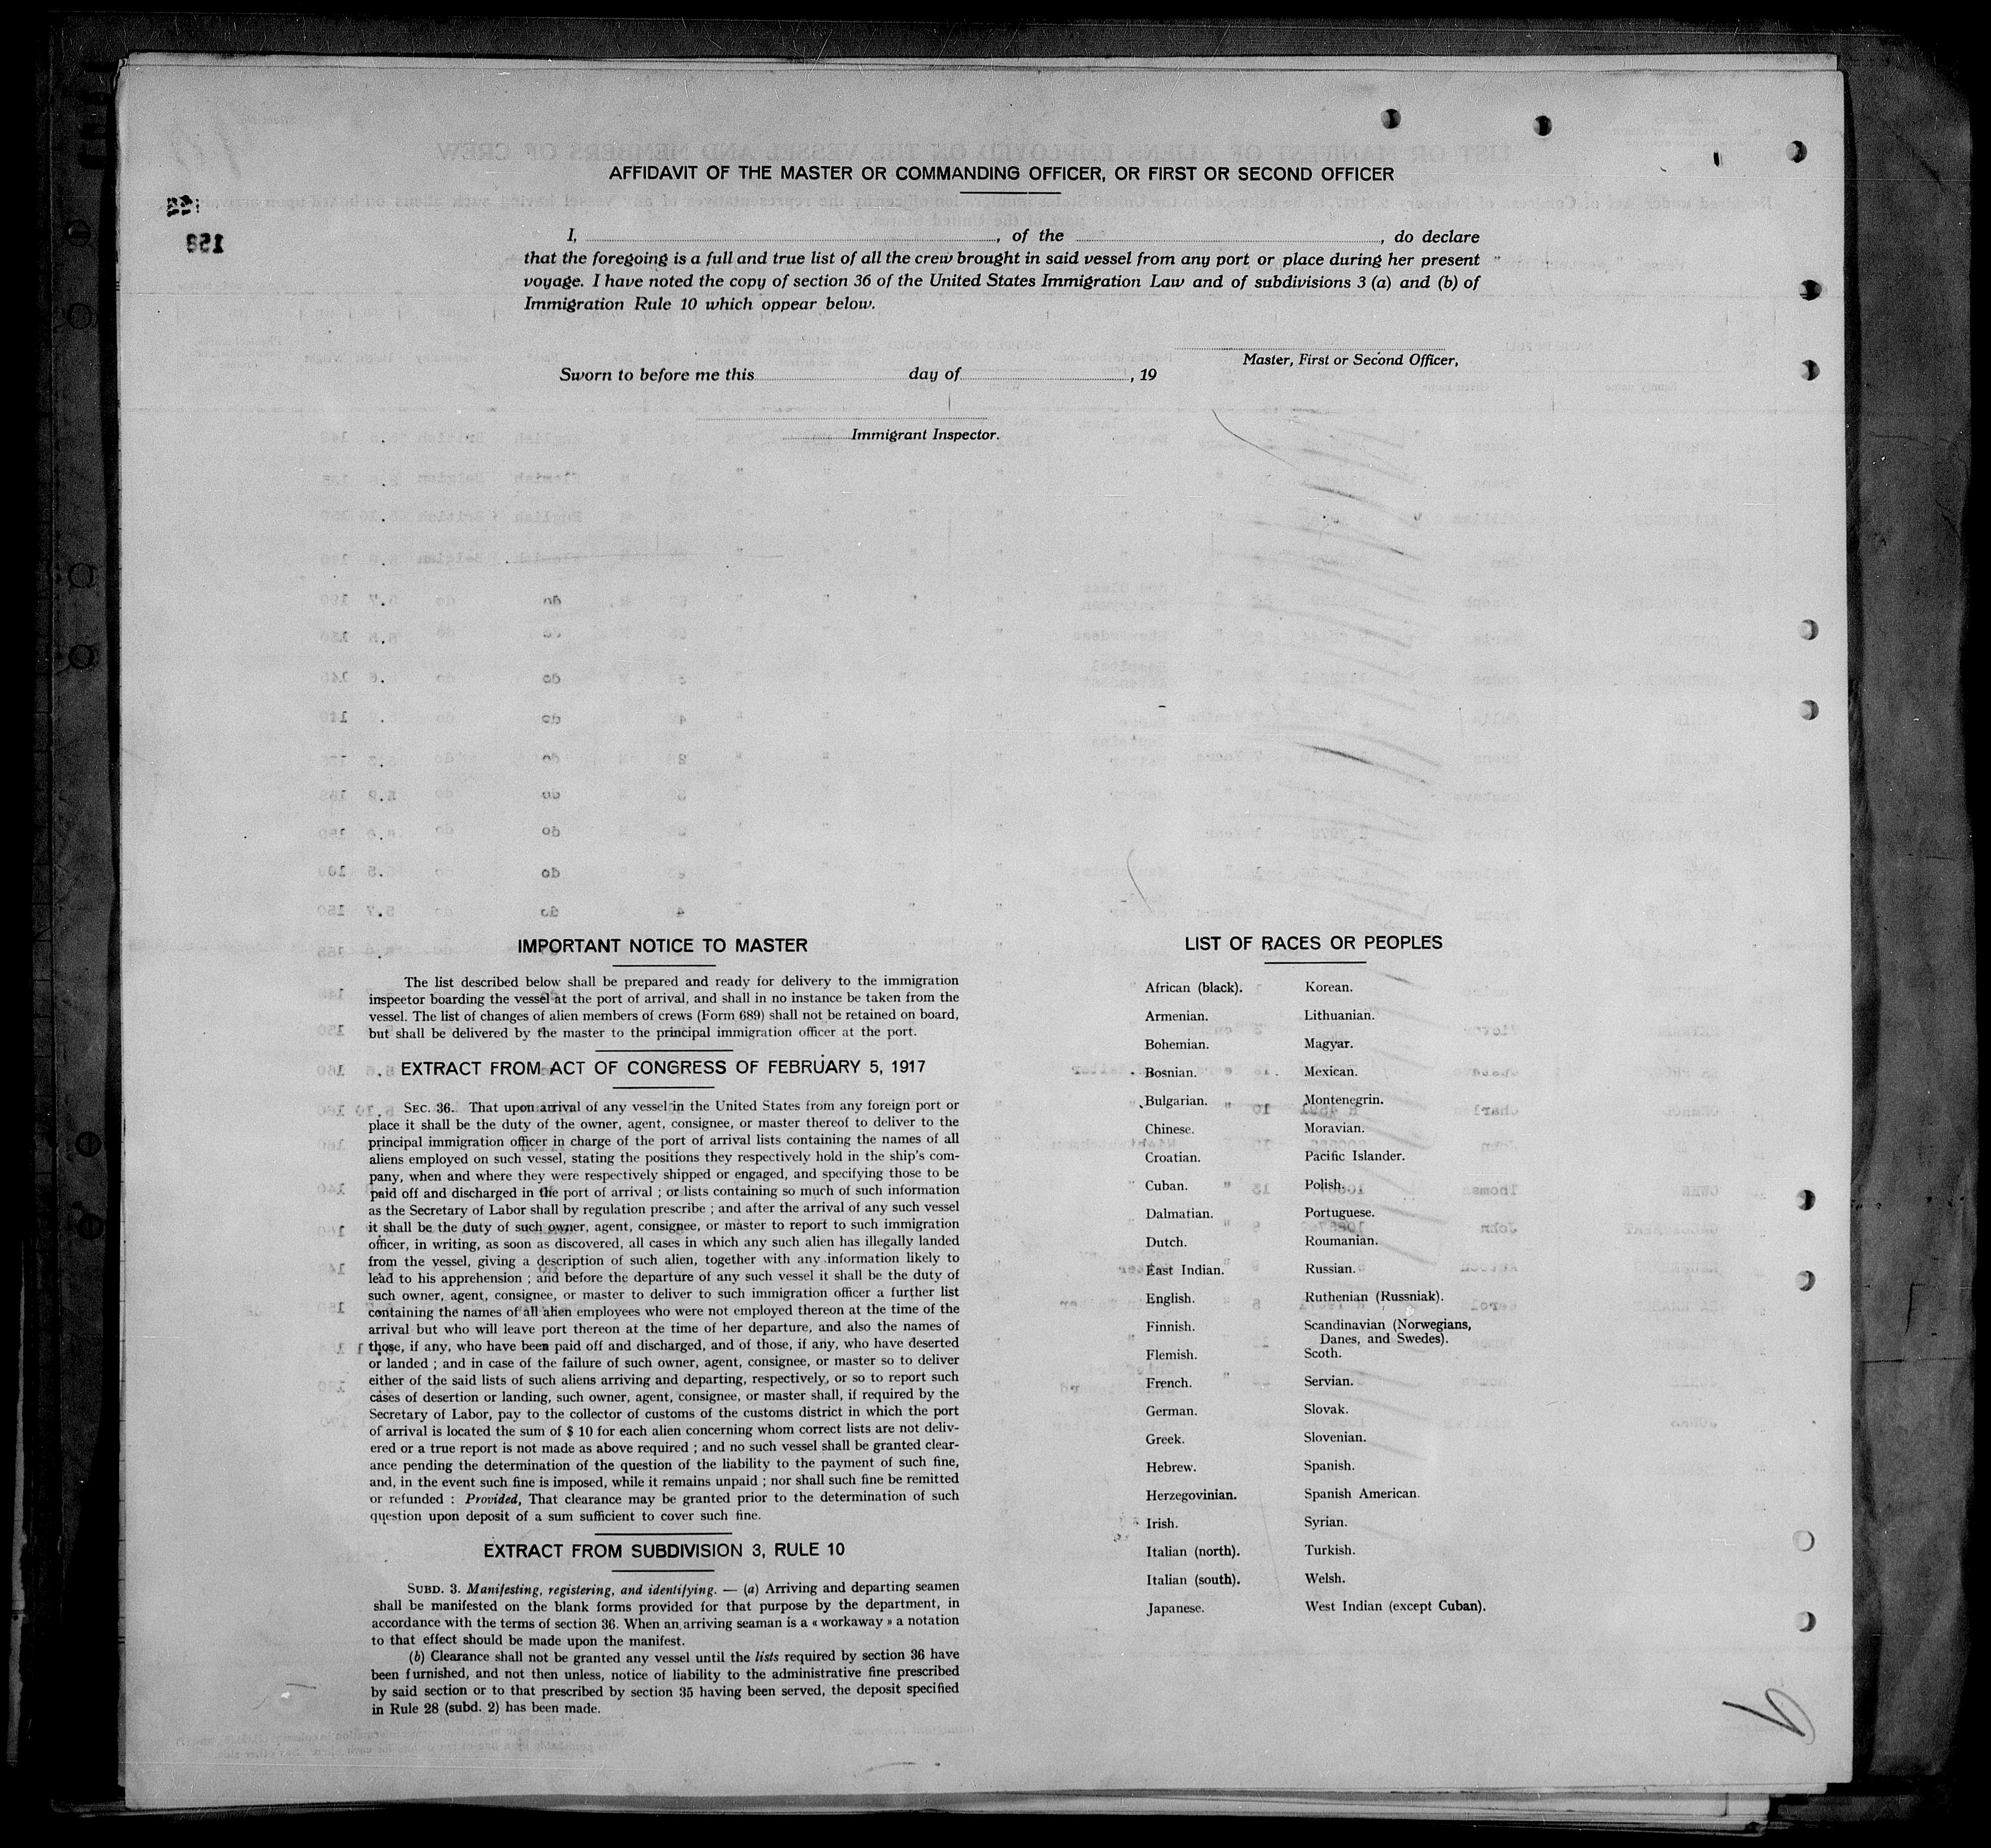 AFFIDAVIT OF THE MASTER OR COMMANDING OFFICER, OR FIRST OR SECOND OFFICER
158
I, , of the , do declare
that the foregoing is a full and true list of all the crew brought in said vessel from any port or place during her present
voyage. I have noted the copy of section 36 of the United States Immigration Law and of subdivisions 3 (a) and (b) of
Immigration Rule 10 which oppear below.
Master, First or Second Officer,
Sworn to before me this day of , 19
Immigrant Inspector.
IMPORTANT NOTICE TO MASTER
The list described below shall be prepared and ready for delivery to the immigration
inspector boarding the vessel at the port of arrival, and shall in no instance be taken from the
vessel. The list of changes of alien members of crews (Form 689) shall not be retained on board,
but shall be delivered by the master to the principal immigration officer at the port.
EXTRACT FROM ACT OF CONGRESS OF FEBRUARY 5, 1917
SEC. 36. That upon arrival of any vessel in the United States from any foreign port or
place it shall be the duty of the owner, agent, consignee, or master thereof to deliver to the
principal immigration officer in charge of the port of arrival lists containing the names of all
aliens employed on such vessel, stating the positions they respectively hold in the ship's com-
pany, when and where they were respectively shipped or engaged, and specifying those to be
paid off and discharged in the port of arrival ; or lists containing so much of such information
as the Secretary of Labor shall by regulation prescribe ; and after the arrival of any such vessel
it shall be the duty of such owner, agent, consignee, or master to report to such immigration
officer, in writing, as soon as discovered, all cases in which any such alien has illegally landed
from the vessel, giving a description of such alien, together with any information likely to
lead to his apprehension ; and before the departure of any such vessel it shall be the duty of
such owner, agent, consignee, or master to deliver to such immigration officer a further list
containing the names of all alien employees who were not employed thereon at the time of the
arrival but who will leave port thereon at the time of her departure, and also the names of
those, if any, who have been paid off and discharged, and of those, if any, who have deserted
or landed ; and in case of the failure of such owner, agent, consignee, or master so to deliver
either of the said lists of such aliens arriving and departing, respectively, or so to report such
cases of desertion or landing, such owner, agent, consignee, or master shall, if required by the
Secretary of Labor, pay to the collector of customs of the customs district in which the port
of arrival is located the sum of $ 10 for each alien concerning whom correct lists are not deliv-
ered or a true report is not made as above required ; and no such vessel shall be granted clear-
ance pending the determination of the question of the liability to the payment of such fine,
and, in the event such fine is imposed, while it remains unpaid ; nor shall such fine be remitted
or refunded : Provided, That clearance may be granted prior to the determination of such
question upon deposit of a sum sufficient to cover such fine.
EXTRACT FROM SUBDIVISION 3, RULE 10
SUBD. 3. Manifesting, registering, and identifying. — (a) Arriving and departing seamen
shall be manifested on the blank forms provided for that purpose by the department, in
accordance with the terms of section 36. When an arriving seaman is a « workaway » a notation
to that effect should be made upon the manifest.
(b) Clearance shall not be granted any vessel until the lists required by section 36 have
been furnished, and not then unless, notice of liability to the administrative fine prescribed
by said section or to that prescribed by section 35 having been served, the deposit specified
in Rule 28 (subd. 2) has been made.
LIST OF RACES OR PEOPLES
African (black).
Armenian.
Bohemian.
Bosnian.
Bulgarian.
Chinese.
Croatian.
Cuban.
Dalmatian.
Dutch.
East Indian.
English.
Finnish.
Flemish.
French.
German.
Greek.
Hebrew.
Herzegovinian.
Irish.
Italian (north).
Italian (south).
Japanese.
Korean.
Lithuanian.
Magyar.
Mexican.
Montenegrin.
Moravian.
Pacific Islander.
Polish.
Portuguese.
Roumanian.
Russian.
Ruthenian (Russniak).
Scandinavian (Norwegians,
Danes, and Swedes).
Scoth.
Servian.
Slovak.
Slovenian.
Spanish.
Spanish American.
Syrian.
Turkish.
Welsh.
West Indian (except Cuban).